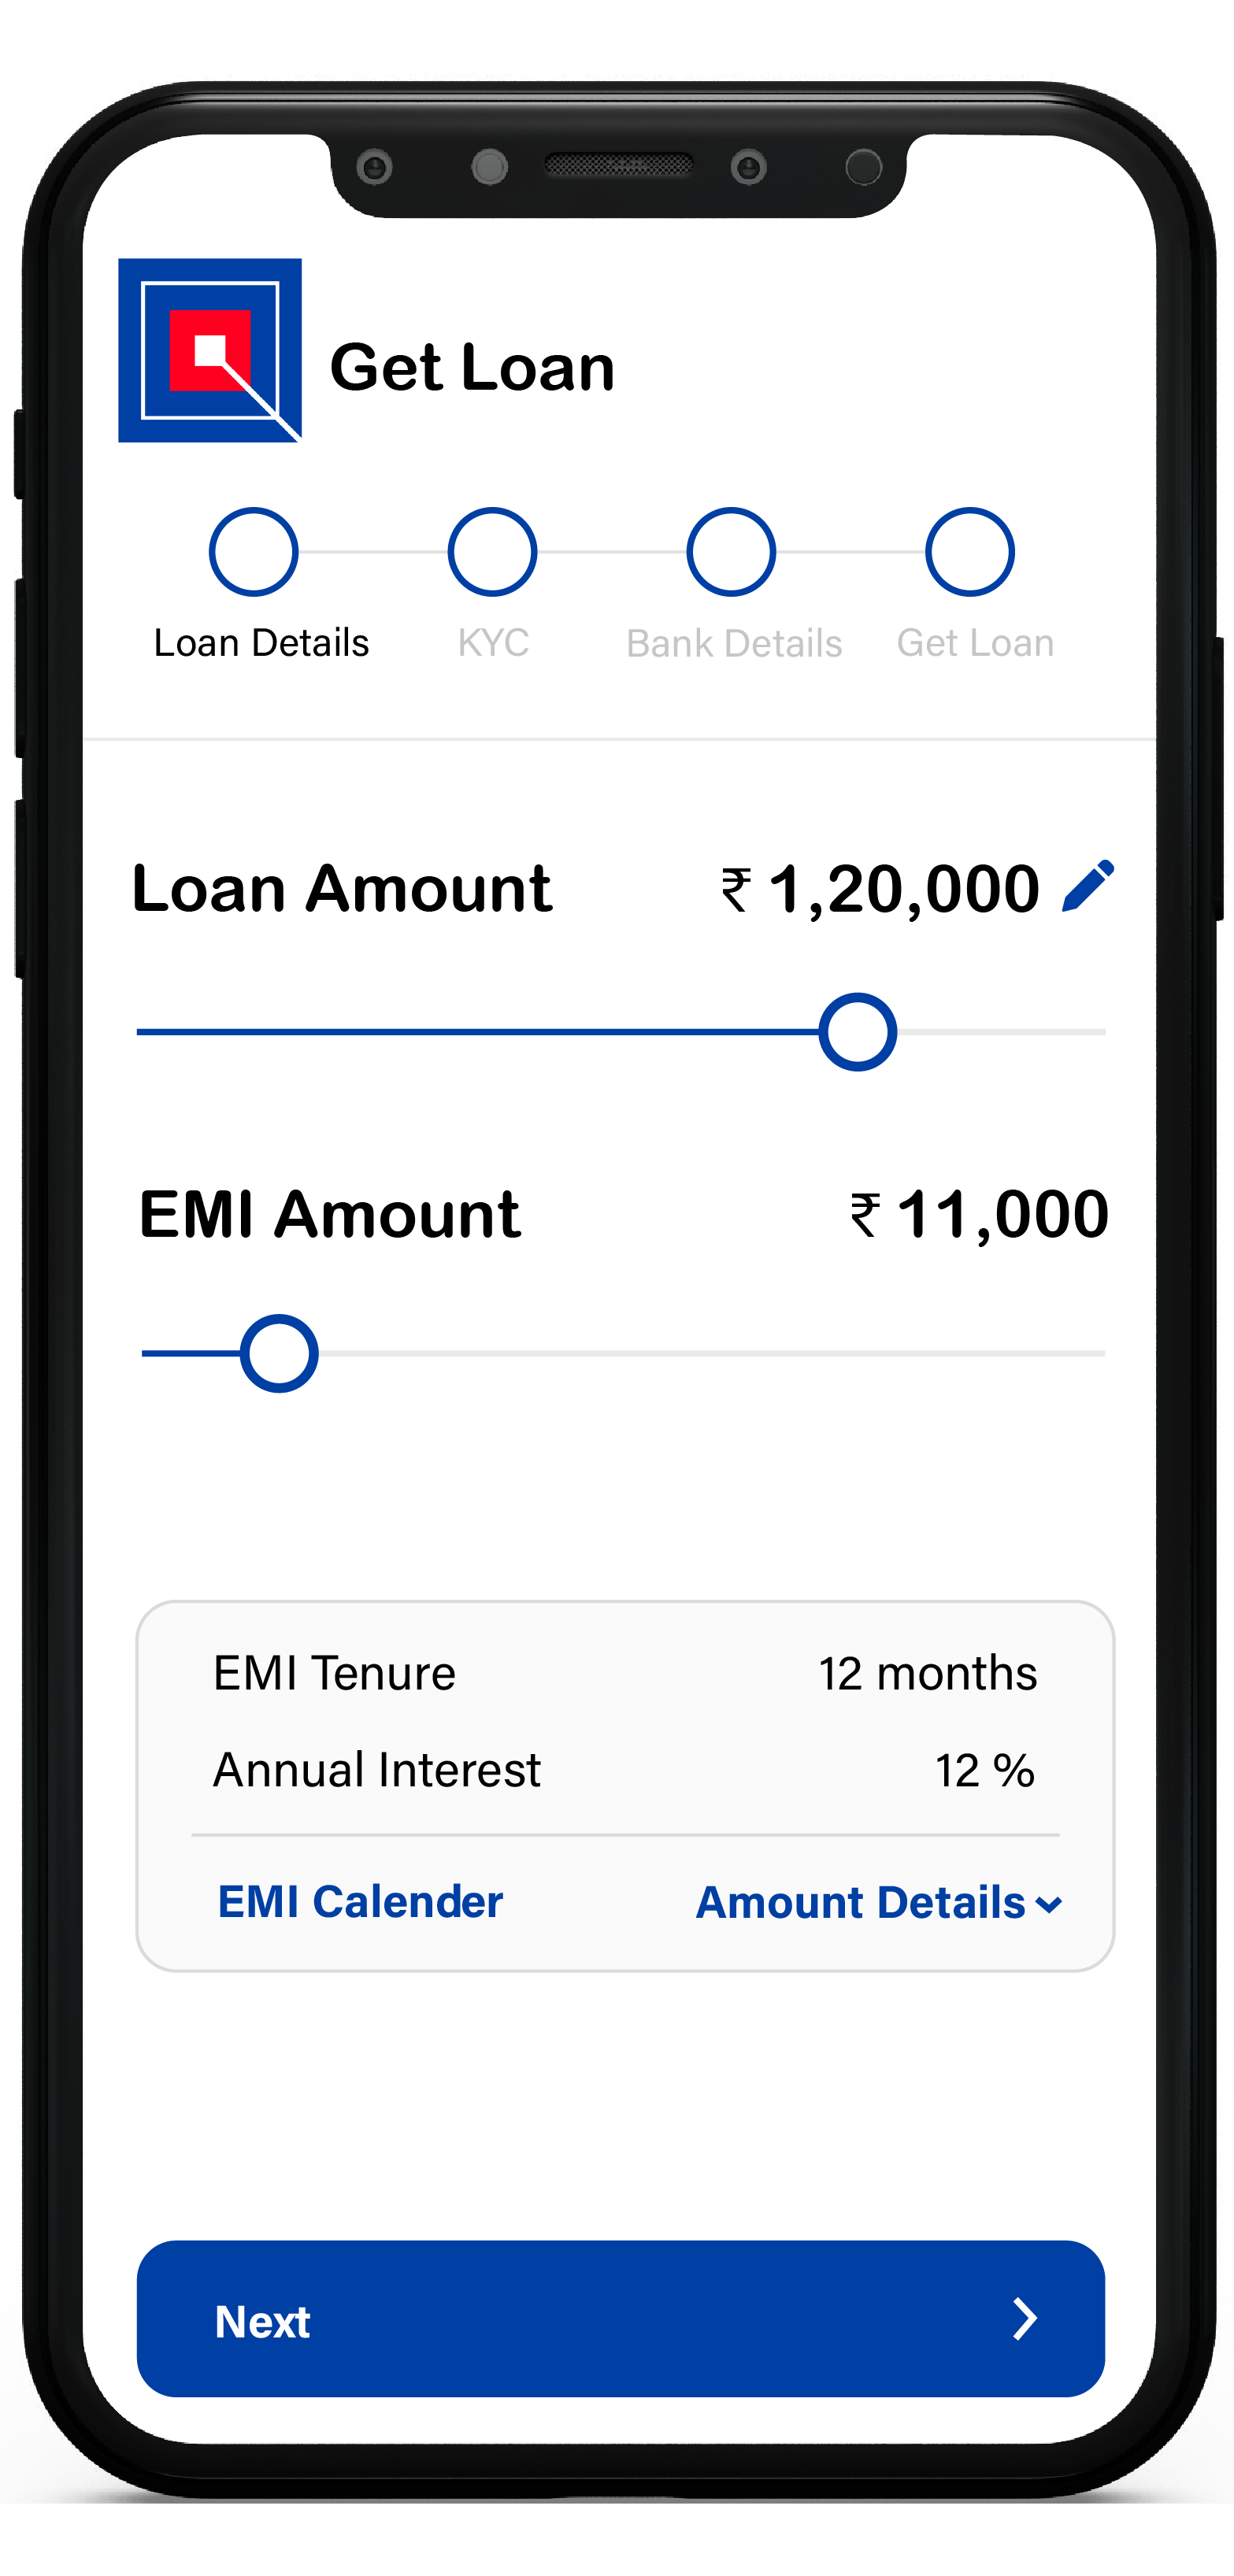 Get Loan
Loan Details KYC Bank Details Get Loan
Loan Amount ₹ 1,20,000
EMI Amount ₹ 11,000
EMI Tenure 12 months
Annual Interest 12 %
EMI Calender Amount Details
Next